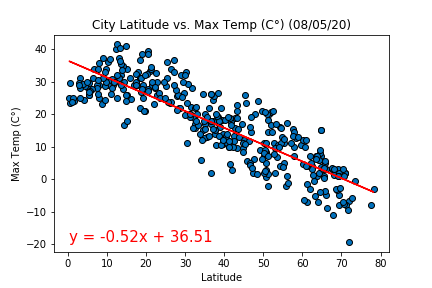 City Latitude vs. Max Temp (C°) (08/05/20)
40
30
20
10
0
−10
−20
Max Temp (C°)
y = -0.52x + 36.51
0 10 20 30 40 50 60 70 80
Latitude